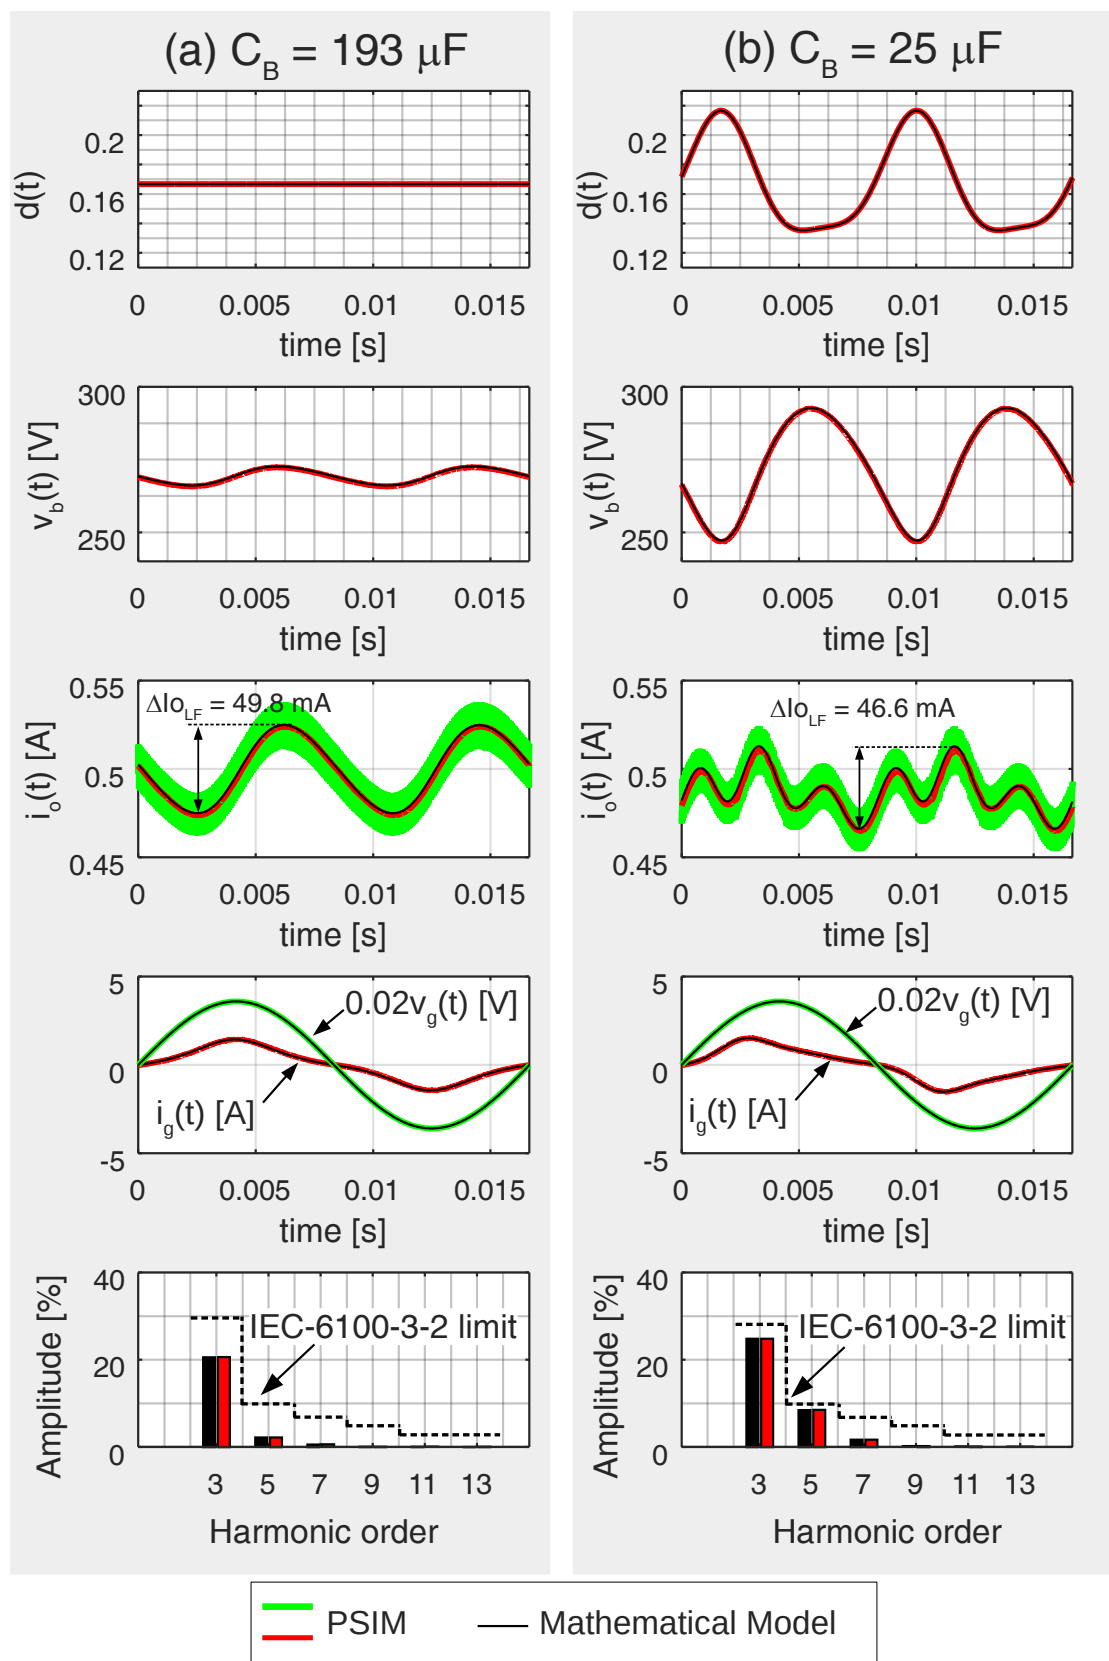 (a) C_B = 193 μF
d(t)
0.2
0.16
0.12
0 0.005 0.01 0.015
time [s]
v_b(t) [V]
300
250
0 0.005 0.01 0.015
time [s]
i_o(t) [A]
0.55
0.5
0.45
ΔIo_LF = 49.8 mA
0 0.005 0.01 0.015
time [s]
5
0
-5
0.02v_g(t) [V]
i_g(t) [A]
0 0.005 0.01 0.015
time [s]
Amplitude [%]
40
20
0
IEC-6100-3-2 limit
3 5 7 9 11 13
Harmonic order
(b) C_B = 25 μF
d(t)
0.2
0.16
0.12
0 0.005 0.01 0.015
time [s]
v_b(t) [V]
300
250
0 0.005 0.01 0.015
time [s]
i_o(t) [A]
0.55
0.5
0.45
ΔIo_LF = 46.6 mA
0 0.005 0.01 0.015
time [s]
5
0
-5
0.02v_g(t) [V]
i_g(t) [A]
0 0.005 0.01 0.015
time [s]
Amplitude [%]
40
20
0
IEC-6100-3-2 limit
3 5 7 9 11 13
Harmonic order
PSIM Mathematical Model